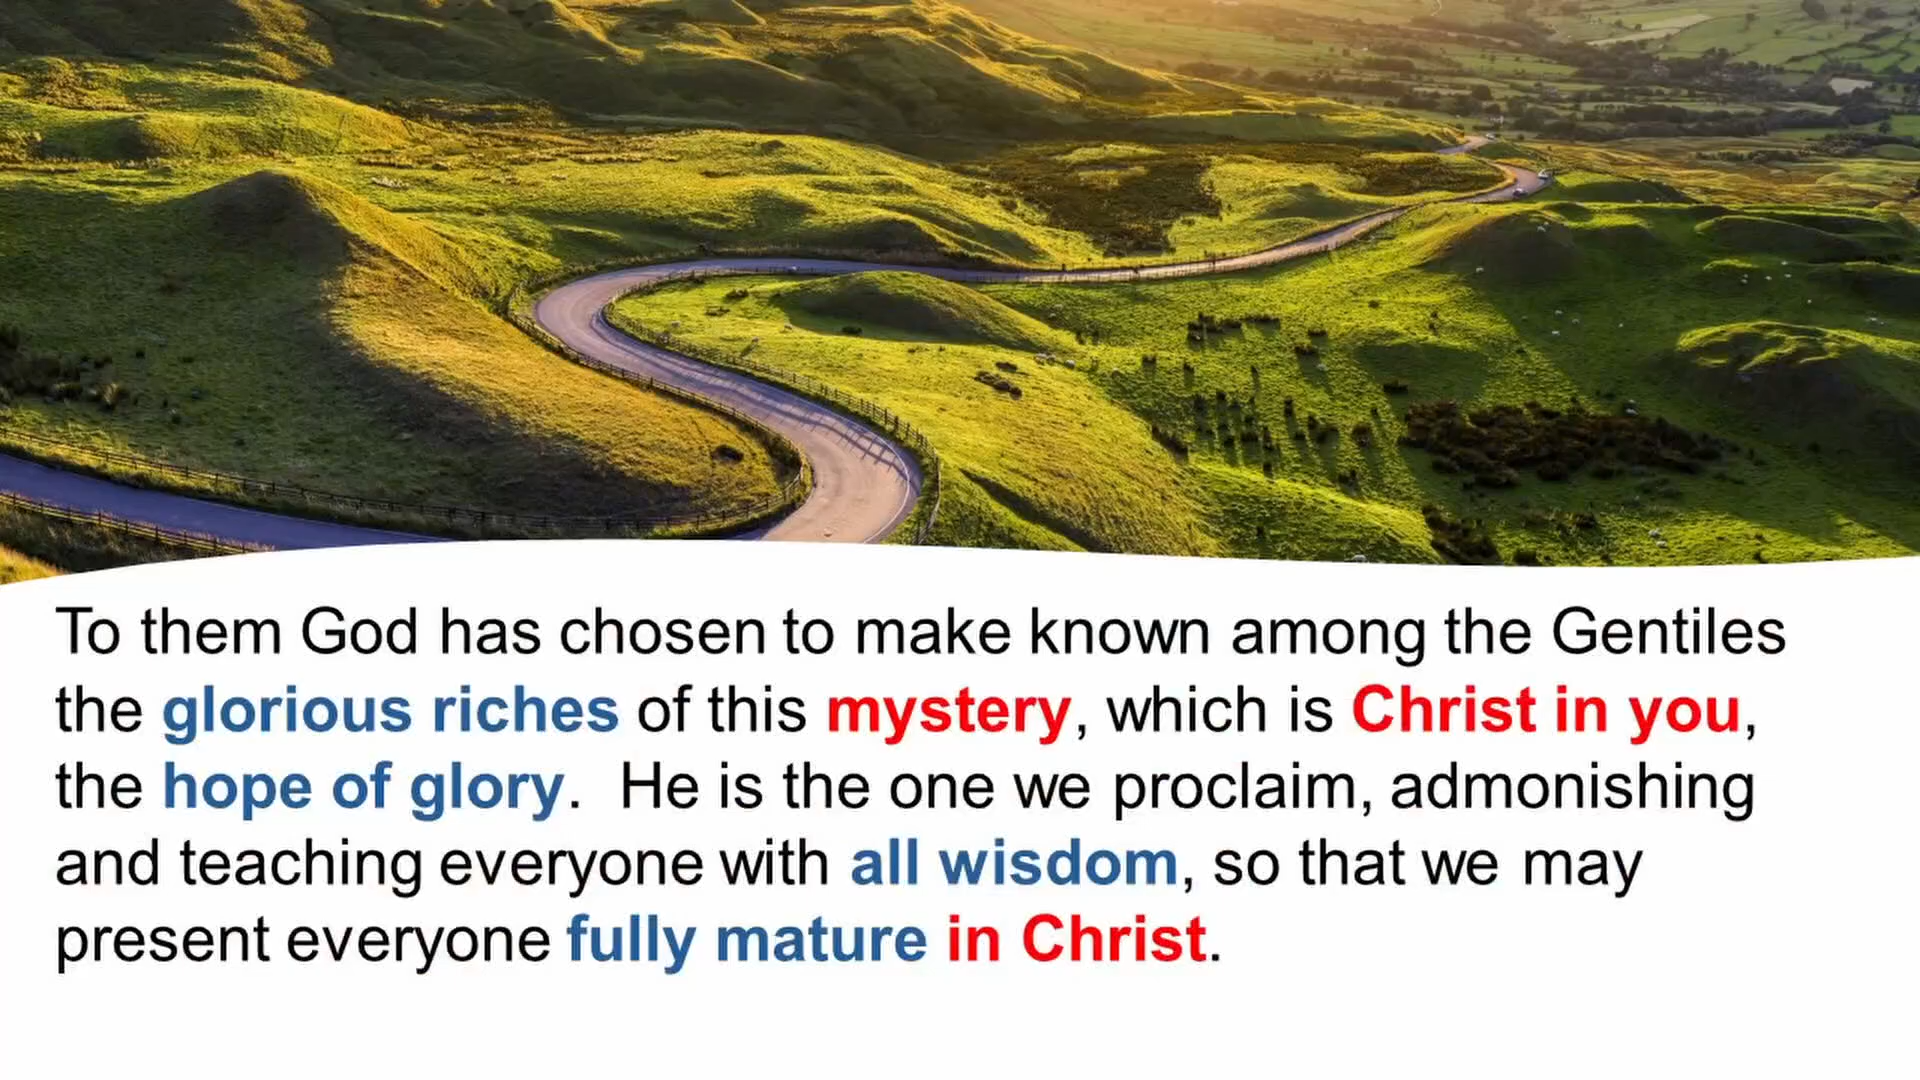 To them God has chosen to make known among the Gentiles
the glorious riches of this mystery, which is Christ in you,
the hope of glory.  He is the one we proclaim, admonishing
and teaching everyone with all wisdom, so that we may
present everyone fully mature in Christ.